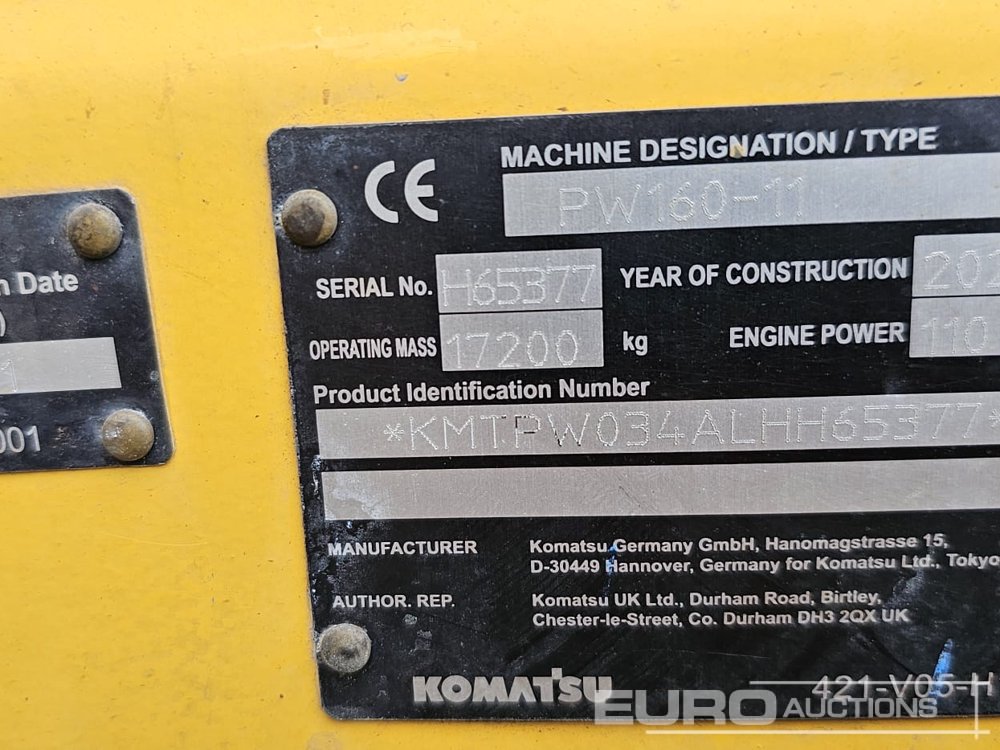 n Date
)
1
001
CE
MACHINE DESIGNATION / TYPE
PW160-11
SERIAL No. H65377 YEAR OF CONSTRUCTION 202
OPERATING MASS 17200 kg ENGINE POWER 110
Product Identification Number
*KMTPW034ALHH65377*
MANUFACTURER Komatsu Germany GmbH, Hanomagstrasse 15,
D-30449 Hannover, Germany for Komatsu Ltd., Tokyo
AUTHOR. REP. Komatsu UK Ltd., Durham Road, Birtley,
Chester-le-Street, Co. Durham DH3 2QX UK
KOMATSU 421-V05-H
EURO AUCTIONS